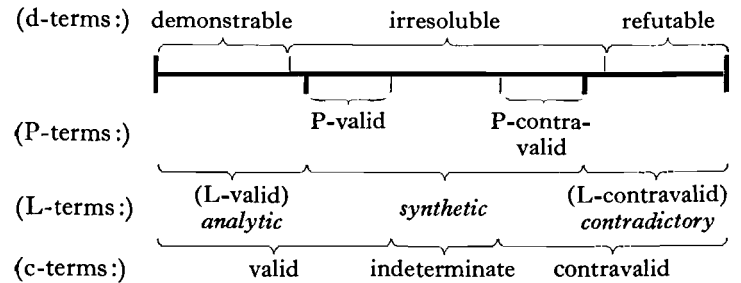 (d-terms:) demonstrable irresoluble refutable
(P-terms:) P-valid P-contra-
valid
(L-terms:) (L-valid) synthetic (L-contravalid)
analytic contradictory
(c-terms:) valid indeterminate contravalid